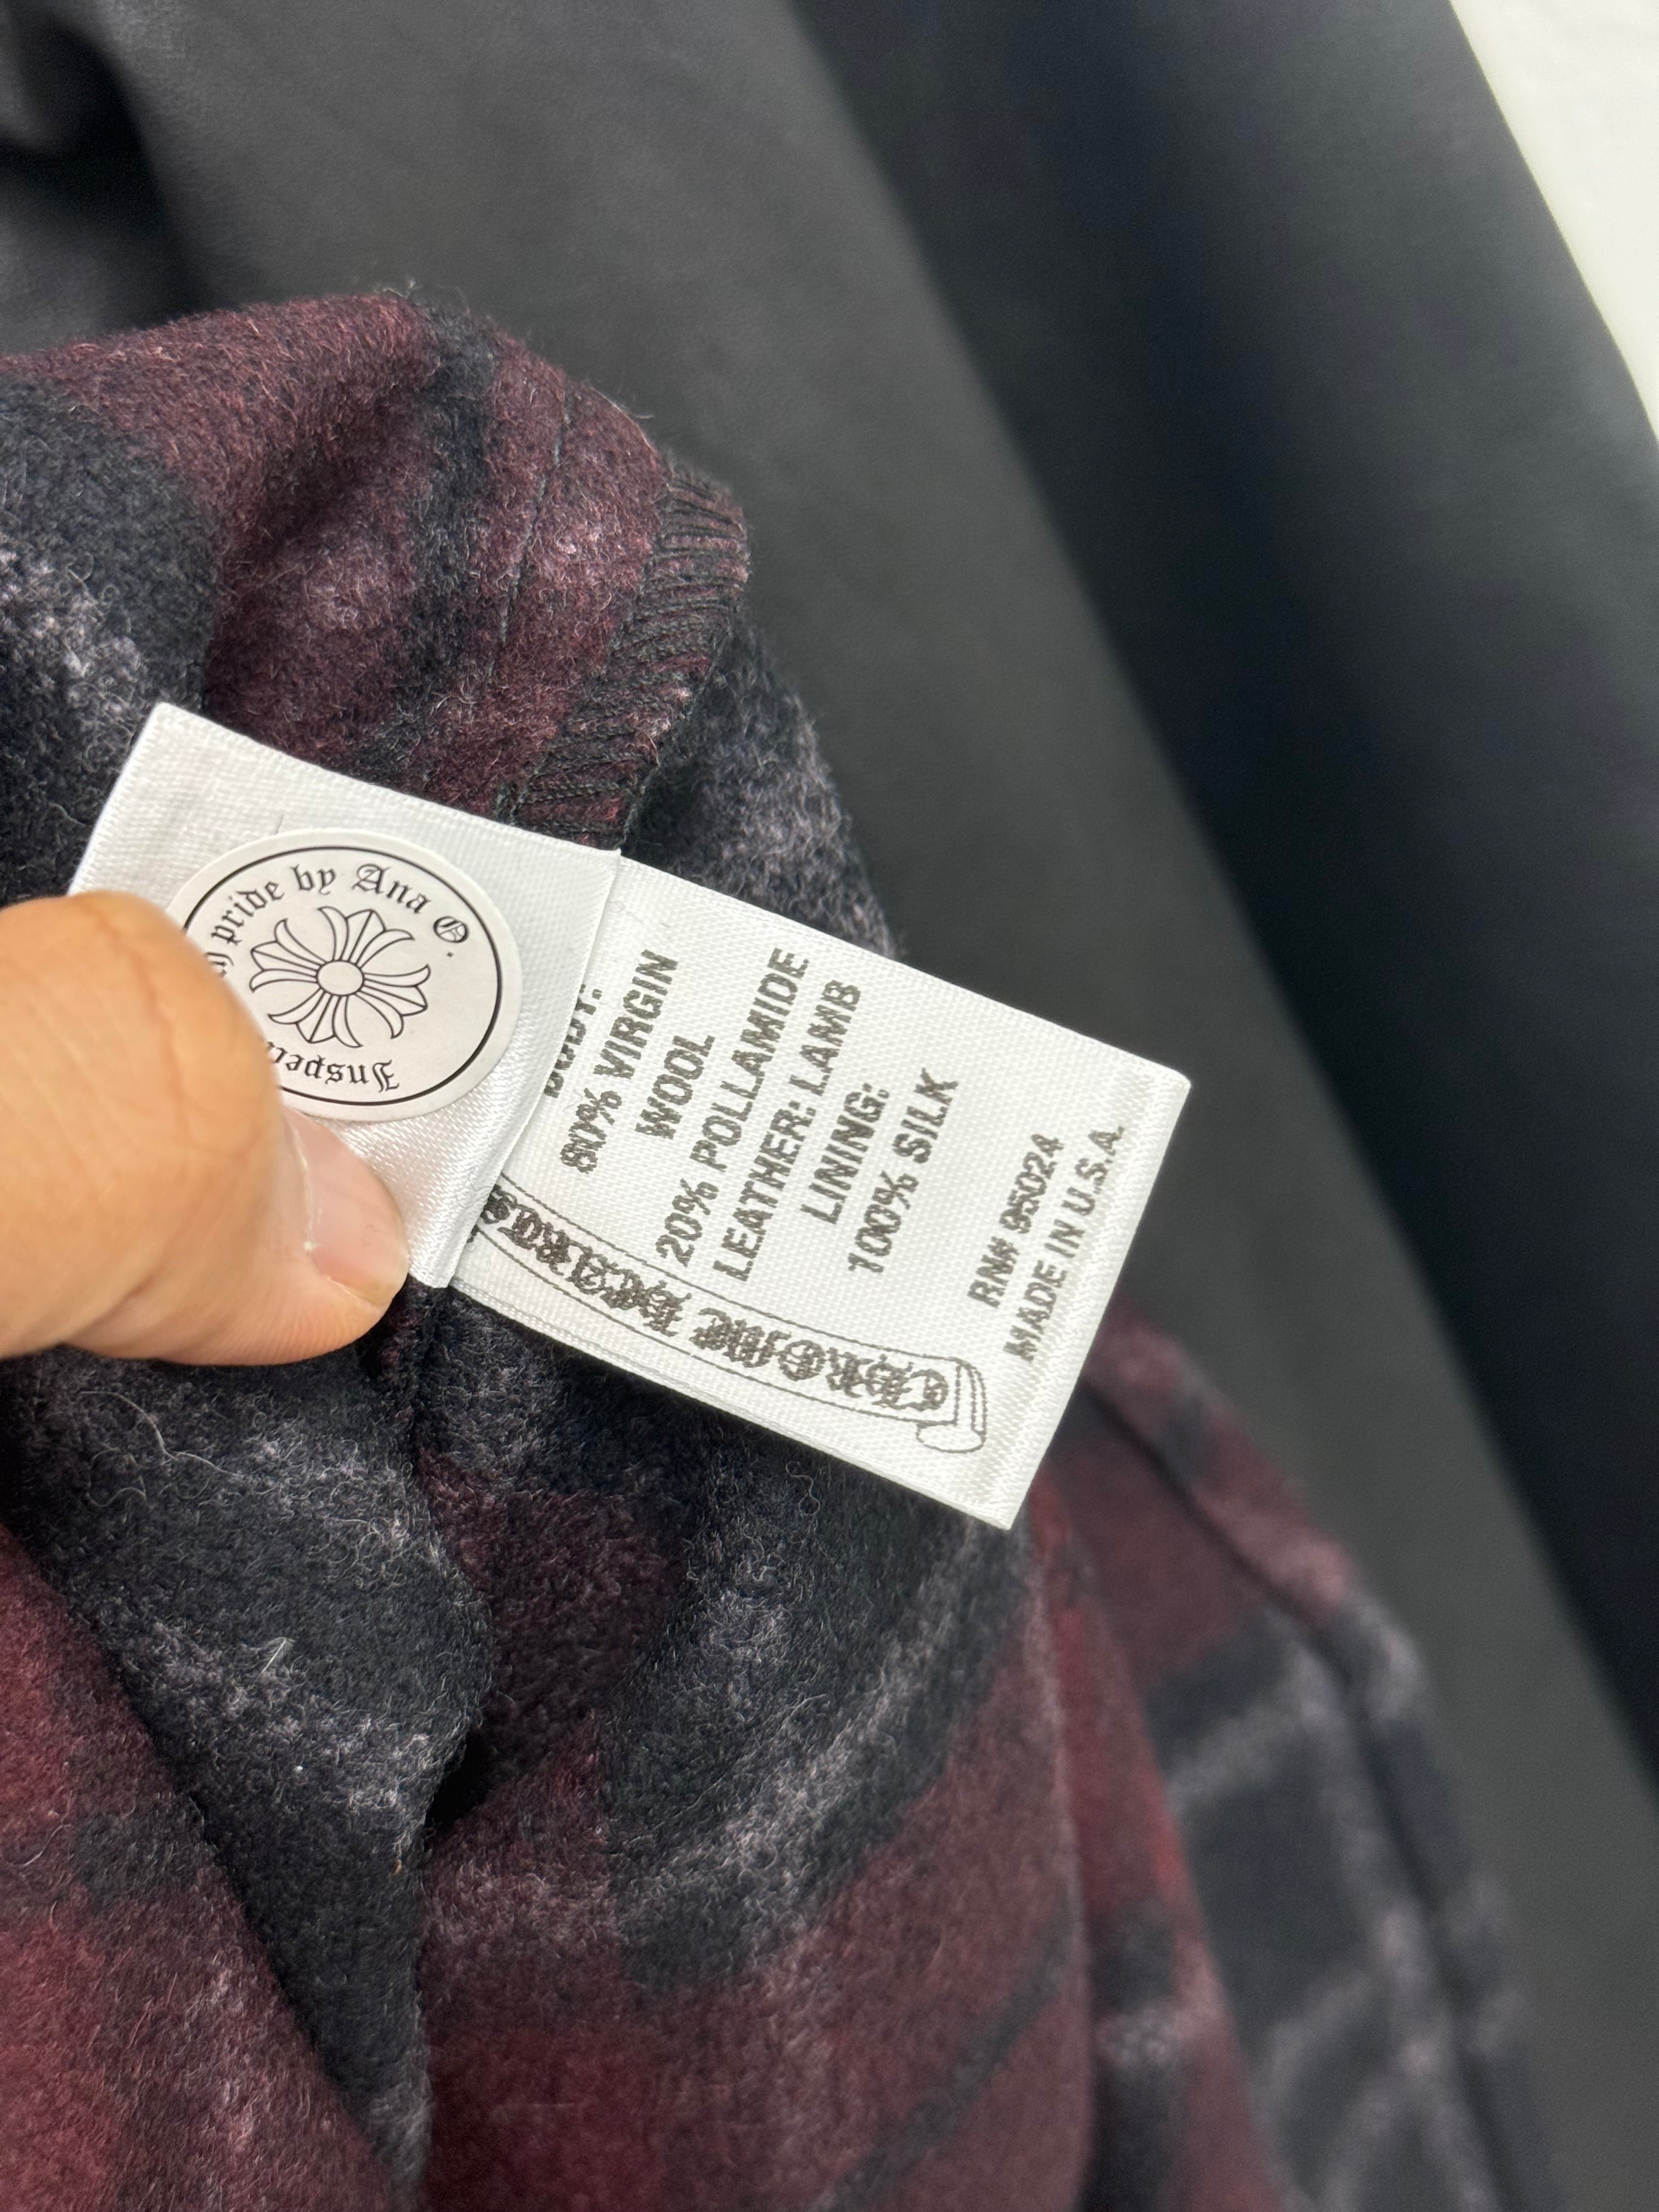 pride by Ana O.
BODY:
80% VIRGIN
WOOL
20% POLLAMIDE
LEATHER: LAMB
LINING:
100% SILK
RN# 95024
MADE IN U.S.A.
CHROME HEARTS